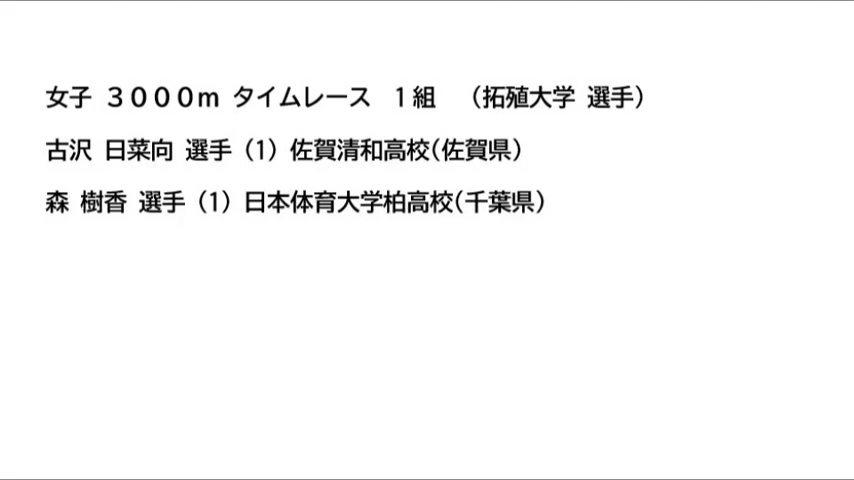 女子 ３０００ｍ タイムレース １組 （拓殖大学 選手）
古沢 日菜向 選手（1）佐賀清和高校（佐賀県）
森 樹香 選手（1）日本体育大学柏高校（千葉県）